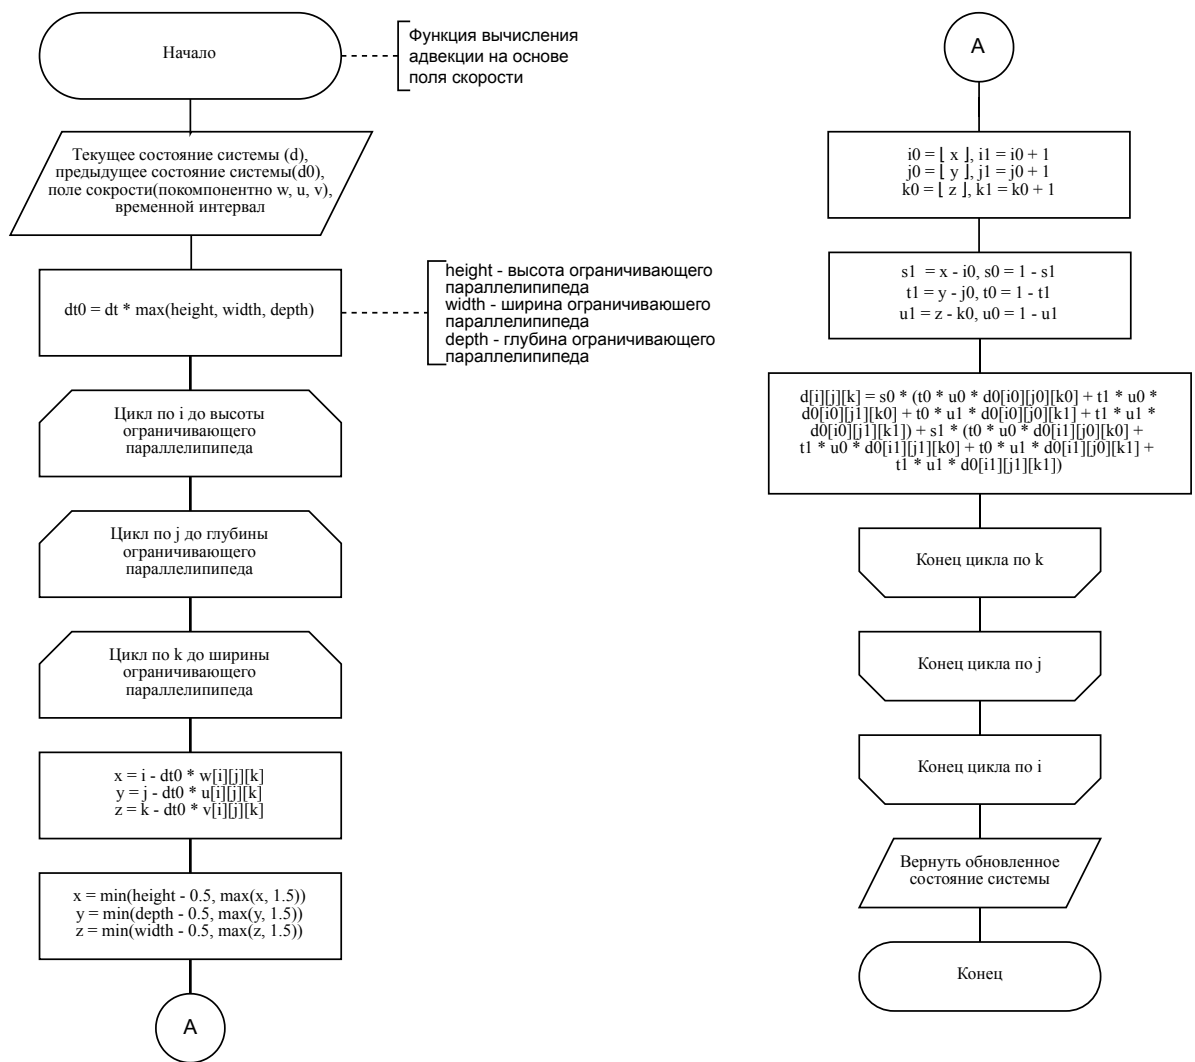 Начало
Функция вычисления
адвекции на основе
поля скорости
Текущее состояние системы (d),
предыдущее состояние системы(d0),
поле сокрости(покомпонентно w, u, v),
временной интервал
dt0 = dt * max(height, width, depth)
height - высота ограничивающего
параллелипипеда
width - ширина ограничиваюшего
параллелипипеда
depth - глубина ограничивающего
параллелипипеда
Цикл по i до высоты
ограничивающего
параллелипипеда
Цикл по j до глубины
ограничивающего
параллелипипеда
Цикл по k до ширины
ограничивающего
параллелипипеда
x = i - dt0 * w[i][j][k]
y = j - dt0 * u[i][j][k]
z = k - dt0 * v[i][j][k]
x = min(height - 0.5, max(x, 1.5))
y = min(depth - 0.5, max(y, 1.5))
z = min(width - 0.5, max(z, 1.5))
A
A
i0 = ⌊ x ⌋, i1 = i0 + 1
j0 = ⌊ y ⌋, j1 = j0 + 1
k0 = ⌊ z ⌋, k1 = k0 + 1
s1 = x - i0, s0 = 1 - s1
t1 = y - j0, t0 = 1 - t1
u1 = z - k0, u0 = 1 - u1
d[i][j][k] = s0 * (t0 * u0 * d0[i0][j0][k0] + t1 * u0 *
d0[i0][j1][k0] + t0 * u1 * d0[i0][j0][k1] + t1 * u1 *
d0[i0][j1][k1]) + s1 * (t0 * u0 * d0[i1][j0][k0] +
t1 * u0 * d0[i1][j1][k0] + t0 * u1 * d0[i1][j0][k1] +
t1 * u1 * d0[i1][j1][k1])
Конец цикла по k
Конец цикла по j
Конец цикла по i
Вернуть обновленное
состояние системы
Конец